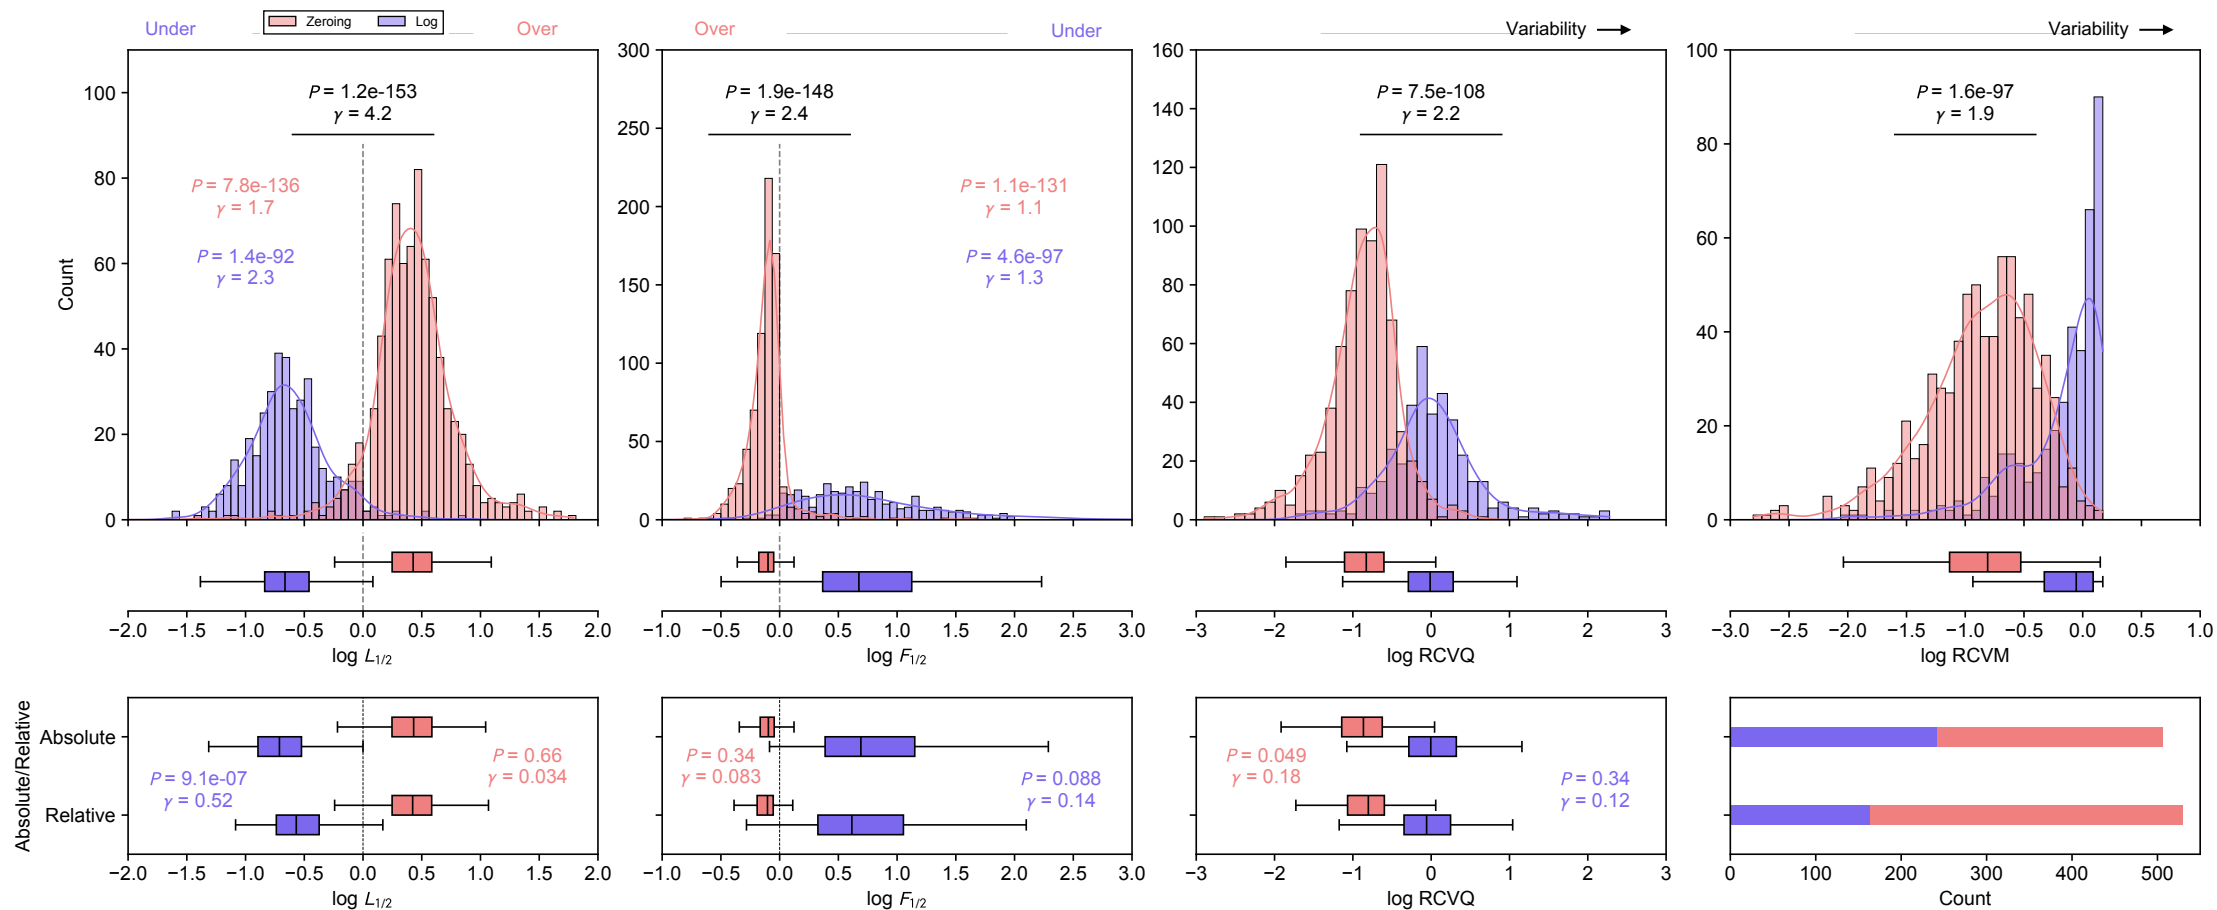 Under
Zeroing
Log
Over
Over
Under
Variability
Variability
P = 1.2e-153
γ = 4.2
P = 7.8e-136
γ = 1.7
P = 1.4e-92
γ = 2.3
Count
0
20
40
60
80
100
−2.0 −1.5 −1.0 −0.5 0.0 0.5 1.0 1.5 2.0
log L1/2
P = 1.9e-148
γ = 2.4
P = 1.1e-131
γ = 1.1
P = 4.6e-97
γ = 1.3
0
50
100
150
200
250
300
−1.0 −0.5 0.0 0.5 1.0 1.5 2.0 2.5 3.0
log F1/2
P = 7.5e-108
γ = 2.2
0
20
40
60
80
100
120
140
160
−3 −2 −1 0 1 2 3
log RCVQ
P = 1.6e-97
γ = 1.9
0
20
40
60
80
100
−3.0 −2.5 −2.0 −1.5 −1.0 −0.5 0.0 0.5 1.0
log RCVM
Absolute/Relative
Absolute
Relative
P = 0.66
γ = 0.034
P = 9.1e-07
γ = 0.52
−2.0 −1.5 −1.0 −0.5 0.0 0.5 1.0 1.5 2.0
log L1/2
P = 0.34
γ = 0.083
P = 0.088
γ = 0.14
−1.0 −0.5 0.0 0.5 1.0 1.5 2.0 2.5 3.0
log F1/2
P = 0.049
γ = 0.18
P = 0.34
γ = 0.12
−3 −2 −1 0 1 2 3
log RCVQ
0 100 200 300 400 500
Count